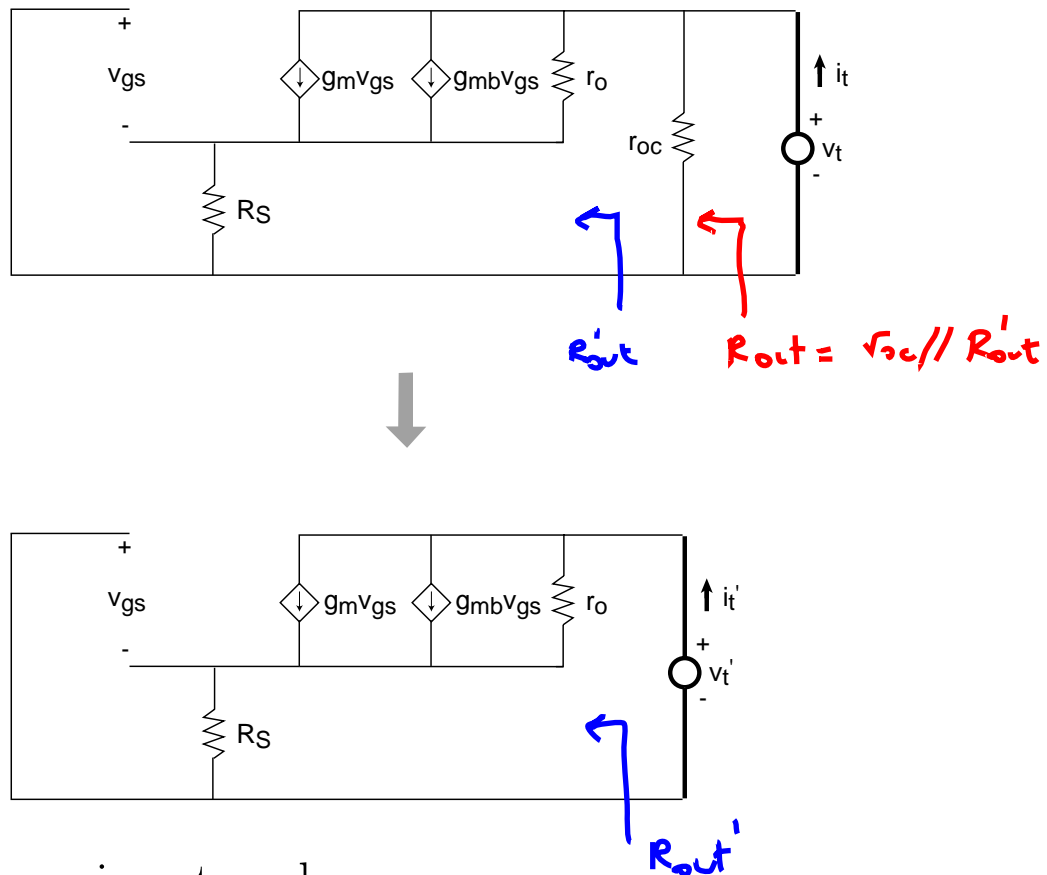 +
vgs
-
gmvgs
gmbvgs
ro
roc
it
+
vt
-
RS
R'out
Rout = roc // R'out
+
vgs
-
gmvgs
gmbvgs
ro
it'
+
vt'
-
RS
Rout'